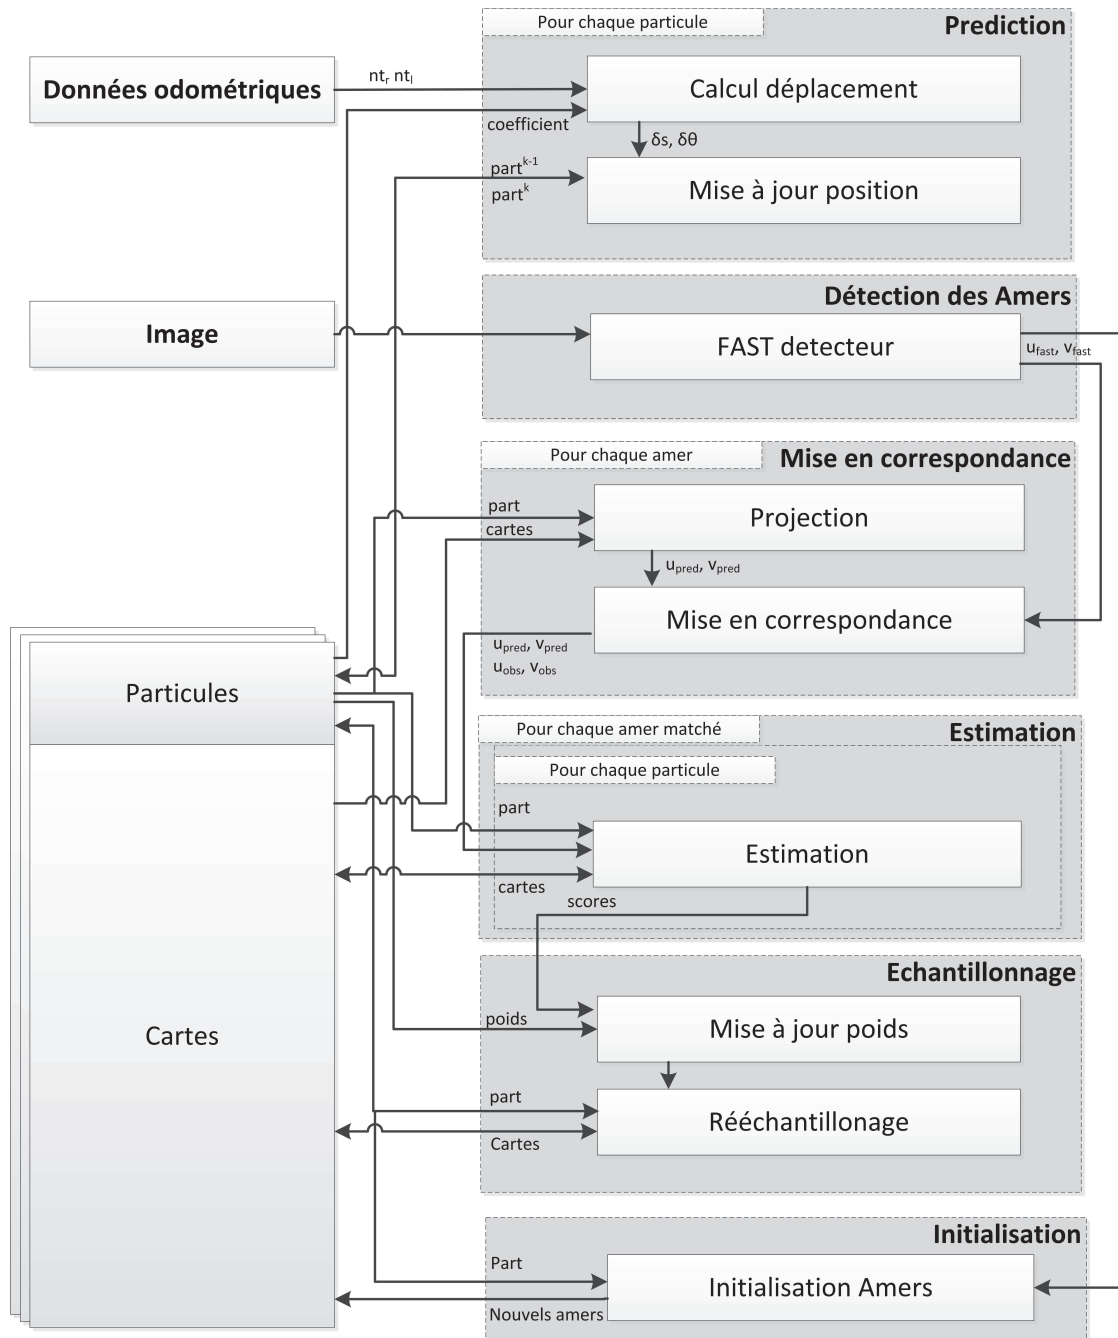 Pour chaque particule
Prediction
Données odométriques
nt_r nt_l
Calcul déplacement
coefficient
δs, δθ
part^k-1
part^k
Mise à jour position
Détection des Amers
Image
FAST detecteur
u_fast, v_fast
Pour chaque amer
Mise en correspondance
part
cartes
Projection
u_pred, v_pred
Mise en correspondance
u_pred, v_pred
u_obs, v_obs
Particules
Pour chaque amer matché
Estimation
Pour chaque particule
part
Estimation
cartes
scores
Echantillonnage
poids
Mise à jour poids
Cartes
part
Rééchantillonage
Cartes
Initialisation
Part
Initialisation Amers
Nouvels amers